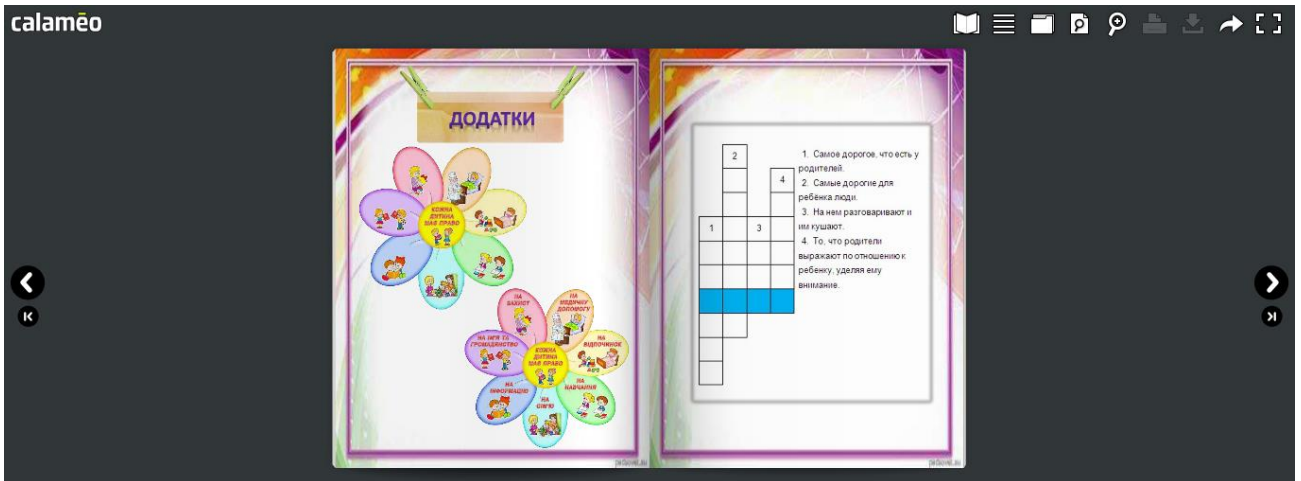 calamēo
ДОДАТКИ
КОЖНА
ДИТИНА
МАЄ ПРАВО
НА
ЗАХИСТ
НА
МЕДИЧНУ
ДОПОМОГУ
НА ІМ'Я ТА
ГРОМАДЯНСТВО
НА
ВІДПОЧИНОК
КОЖНА
ДИТИНА
МАЄ ПРАВО
НА
ІНФОРМАЦІЮ
НА
НАВЧАННЯ
НА
СІМ'Ю
2
4
1
3
1. Самое дорогое, что есть у
родителей.
2. Самые дорогие для
ребёнка люди.
3. На нем разговаривают и
им кушают.
4. То, что родители
выражают по отношению к
ребенку, уделяя ему
внимание.